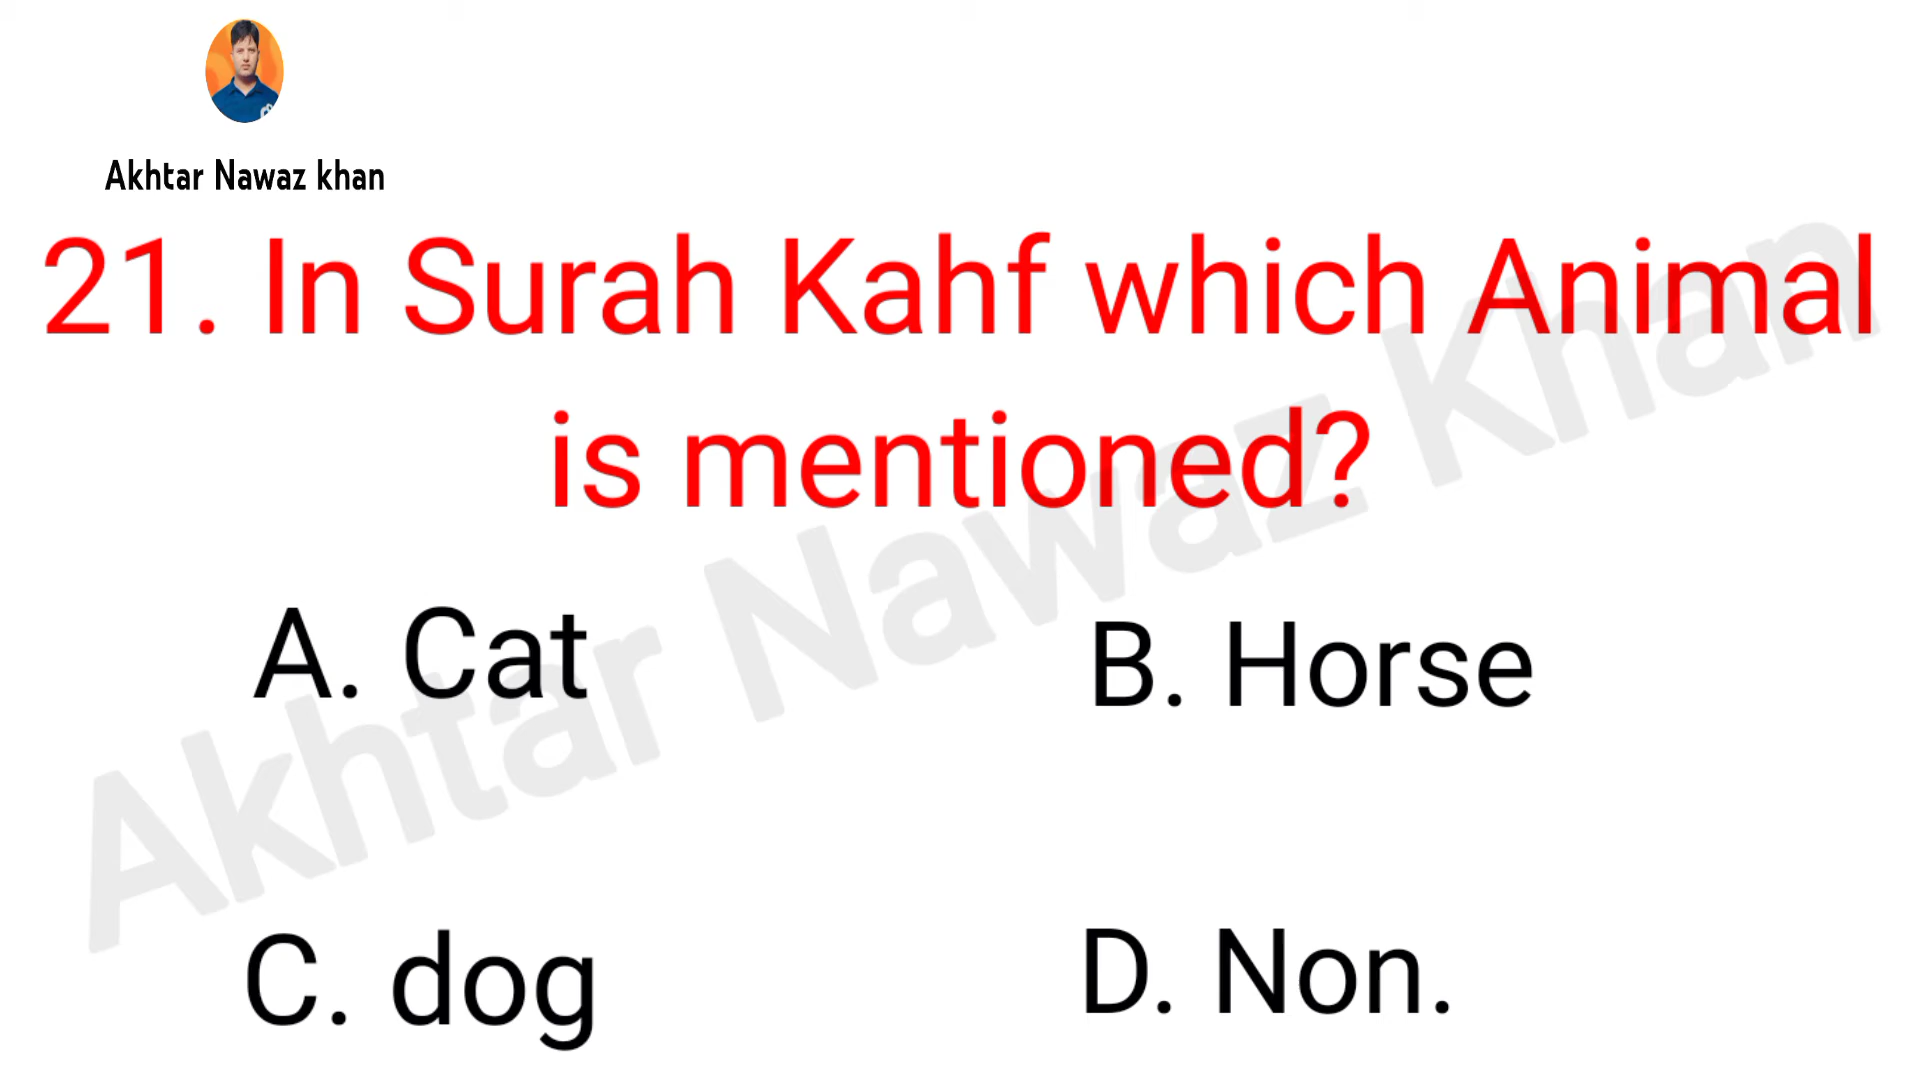 Akhtar Nawaz khan
21. In Surah Kahf which Animal
is mentioned?
A. Cat
B. Horse
C. dog
D. Non.
Akhtar Nawaz Khan